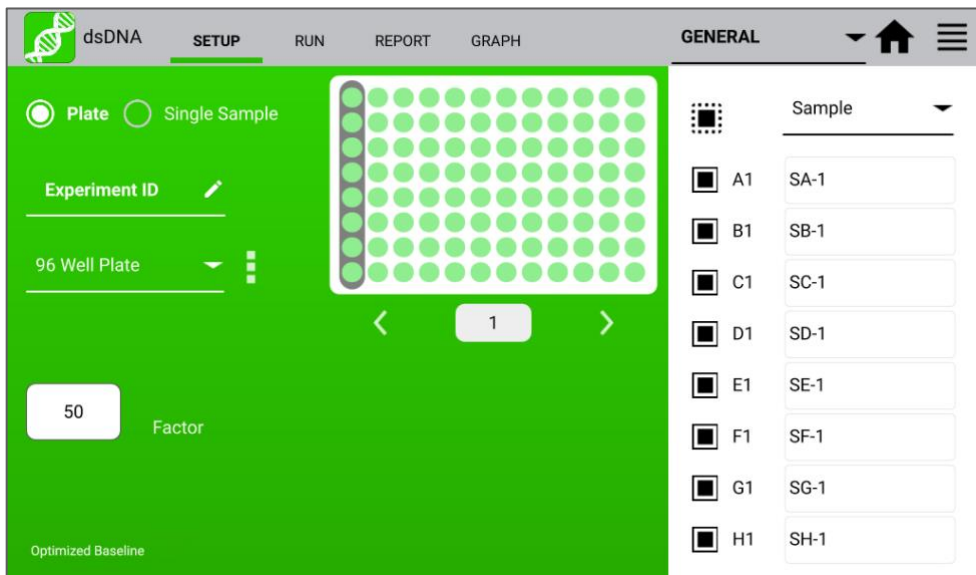 dsDNA SETUP RUN REPORT GRAPH GENERAL
Plate Single Sample
Experiment ID
96 Well Plate
1
50 Factor
Optimized Baseline
Sample
A1 SA-1
B1 SB-1
C1 SC-1
D1 SD-1
E1 SE-1
F1 SF-1
G1 SG-1
H1 SH-1